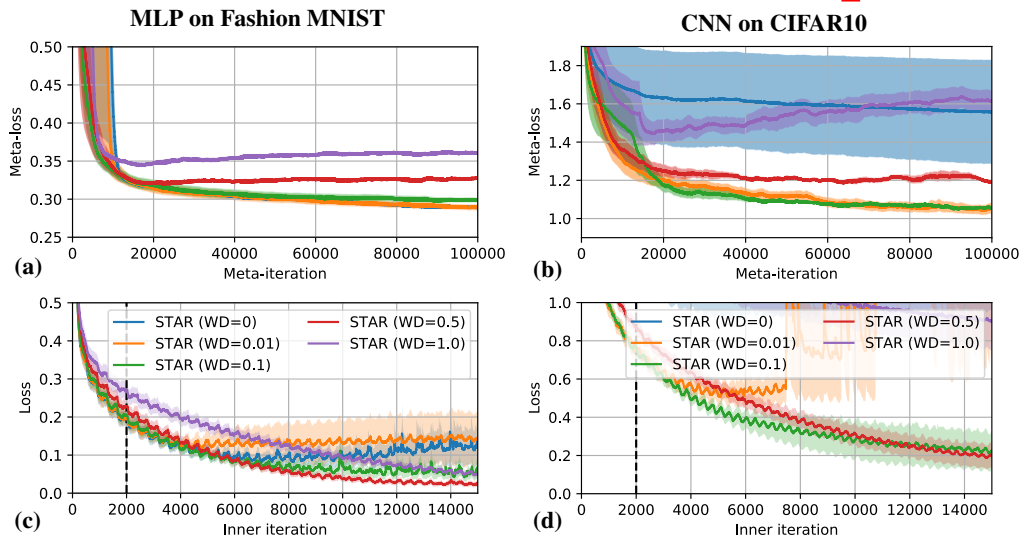 MLP on Fashion MNIST
CNN on CIFAR10
0.50
0.45
0.40
0.35
0.30
0.25
Meta-loss
0 20000 40000 60000 80000 100000
Meta-iteration
(a)
1.8
1.6
1.4
1.2
1.0
Meta-loss
0 20000 40000 60000 80000 100000
Meta-iteration
(b)
0.5
0.4
0.3
0.2
0.1
0.0
Loss
STAR (WD=0)
STAR (WD=0.01)
STAR (WD=0.1)
STAR (WD=0.5)
STAR (WD=1.0)
0 2000 4000 6000 8000 10000 12000 14000
Inner iteration
(c)
1.0
0.8
0.6
0.4
0.2
0.0
Loss
STAR (WD=0)
STAR (WD=0.01)
STAR (WD=0.1)
STAR (WD=0.5)
STAR (WD=1.0)
0 2000 4000 6000 8000 10000 12000 14000
Inner iteration
(d)